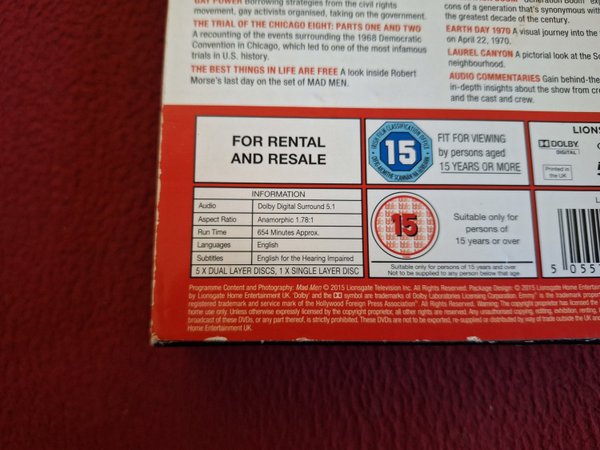 GAY POWER Borrowing strategies from the civil rights
movement, gay activists organised, taking on the government.
THE TRIAL OF THE CHICAGO EIGHT: PARTS ONE AND TWO
A recounting of the events surrounding the 1968 Democratic
Convention in Chicago, which led to one of the most infamous
trials in U.S. history.
THE BEST THINGS IN LIFE ARE FREE A look inside Robert
Morse's last day on the set of MAD MEN.
cons of a generation that's synonymous with
the greatest decade of the century.
EARTH DAY 1970 A visual journey into the
on April 22, 1970.
LAUREL CANYON A pictorial look at the
neighbourhood.
AUDIO COMMENTARIES Gain behind-the-
in-depth insights about the show from
and the cast and crew.
FOR RENTAL
AND RESALE
IRISH FILM CLASSIFICATION OFFICE
15
FIT FOR VIEWING
by persons aged
15 YEARS OR MORE
LIONS
DOLBY
DIGITAL
Printed in
the UK
INFORMATION
Audio Dolby Digital Surround 5.1
Aspect Ratio Anamorphic 1.78:1
Run Time 654 Minutes Approx.
Languages English
Subtitles English for the Hearing Impaired
5 X DUAL LAYER DISCS, 1 X SINGLE LAYER DISC
15
Suitable only for
persons of
15 years or over
Suitable only for persons of 15 years and over
Not to be supplied to any person below that age
5 055
Programme Content and Photography: Mad Men © 2015 Lionsgate Television Inc. All Rights Reserved. Package Design: © 2015 Lionsgate Home
by Lionsgate Home Entertainment UK. 'Dolby' and the DD symbol are trademarks of Dolby Laboratories Licensing Corporation. Emmy® is the trademark
registered trademark and service mark of the Hollywood Foreign Press Association®. All Rights Reserved. Warning: The copyright proprietor has licensed the
home use only. Unless otherwise expressly licensed by the copyright proprietor, all other rights are reserved. Any unauthorised copying, editing, exhibition, renting,
broadcast of these DVDs, or any part thereof, is strictly prohibited. These DVDs are not to be exported, re-supplied or distributed by way of trade outside the UK
Home Entertainment UK.